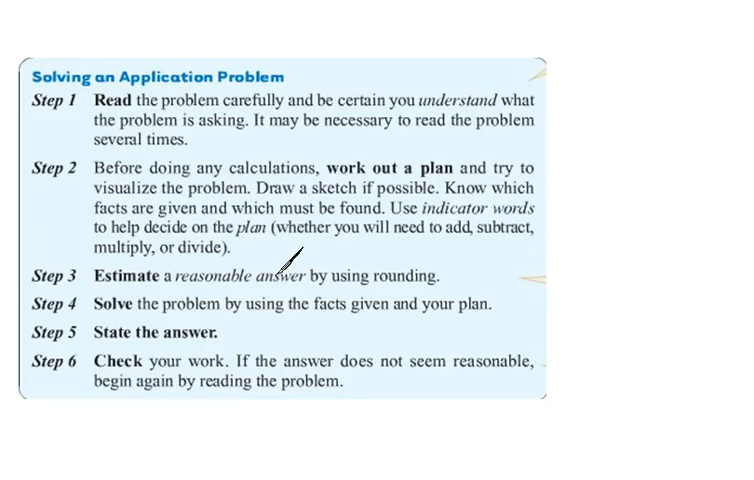 Solving an Application Problem
Step 1 Read the problem carefully and be certain you understand what
the problem is asking. It may be necessary to read the problem
several times.
Step 2 Before doing any calculations, work out a plan and try to
visualize the problem. Draw a sketch if possible. Know which
facts are given and which must be found. Use indicator words
to help decide on the plan (whether you will need to add, subtract,
multiply, or divide).
Step 3 Estimate a reasonable answer by using rounding.
Step 4 Solve the problem by using the facts given and your plan.
Step 5 State the answer.
Step 6 Check your work. If the answer does not seem reasonable,
begin again by reading the problem.